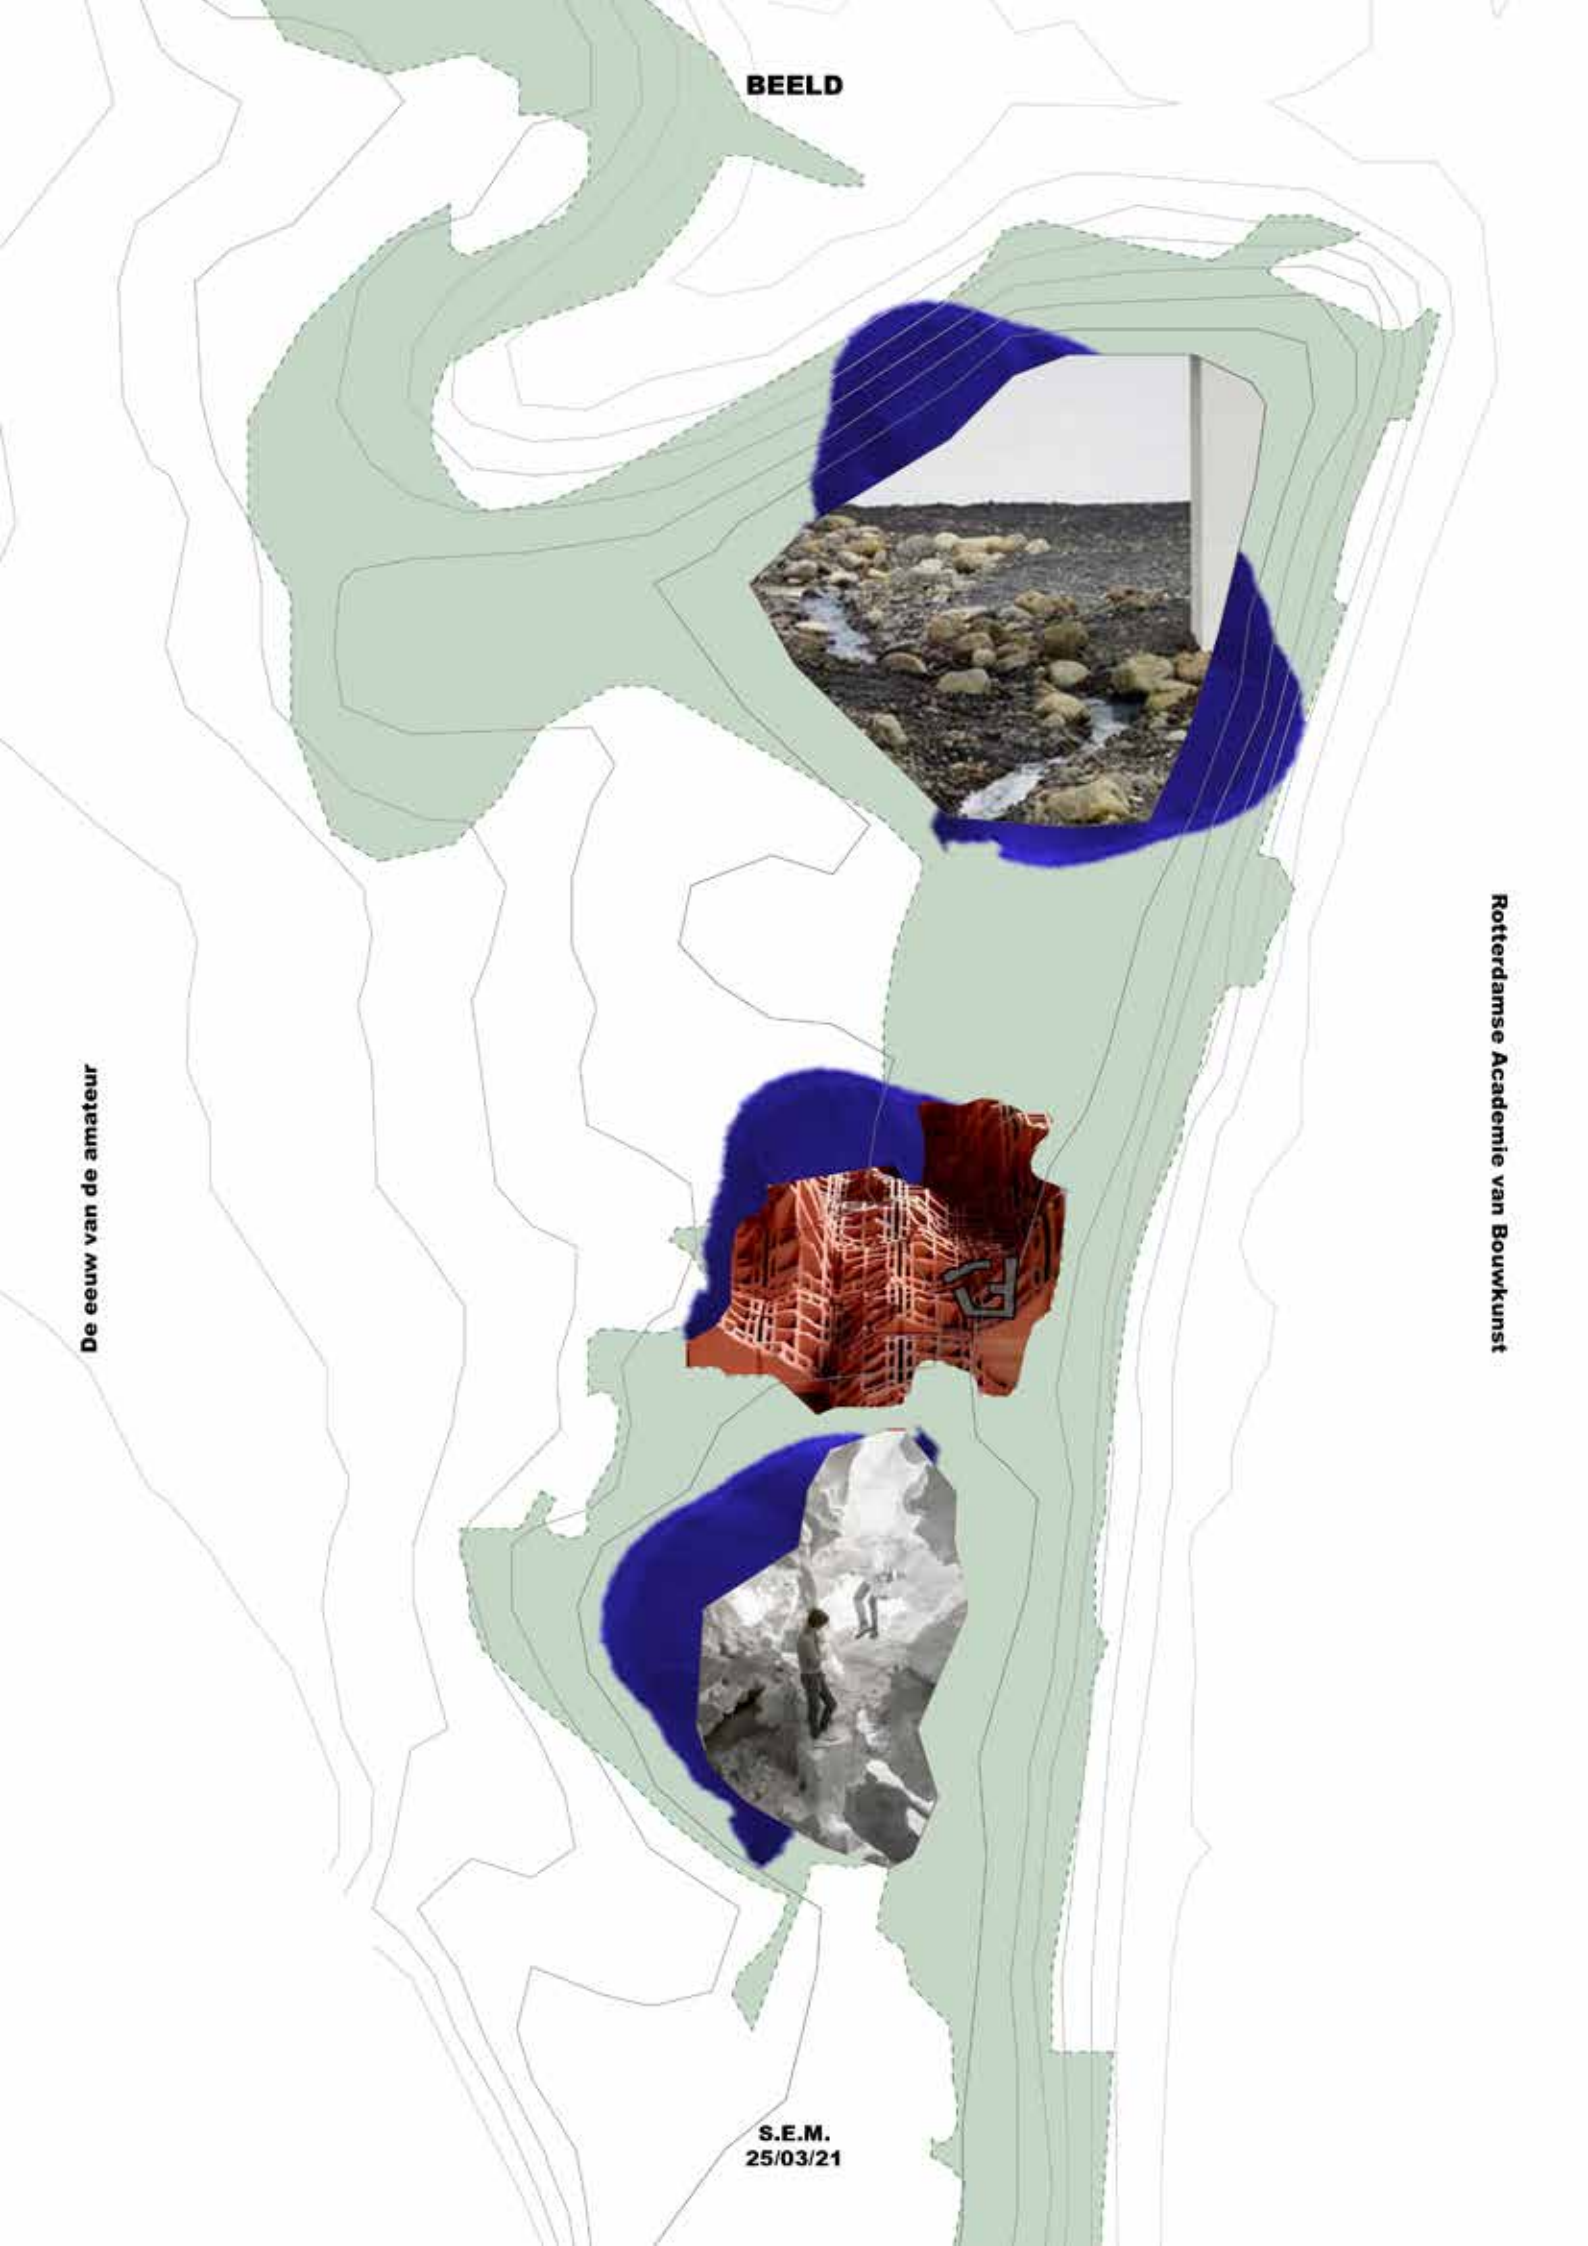 BEELD
De eeuw van de amateur
Rotterdamse Academie van Bouwkunst
S.E.M.
25/03/21